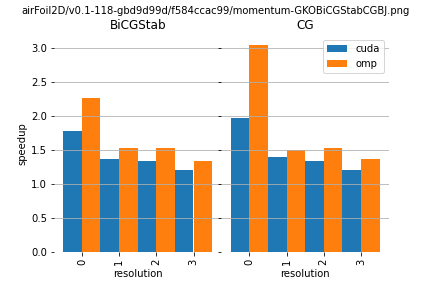 airFoil2D/v0.1-118-gbd9d99d/f584ccac99/momentum-GKOBiCGStabCGBJ.png
BiCGStab
CG
cuda
omp
speedup
3.0
2.5
2.0
1.5
1.0
0.5
0.0
0 1 2 3
0 1 2 3
resolution
resolution